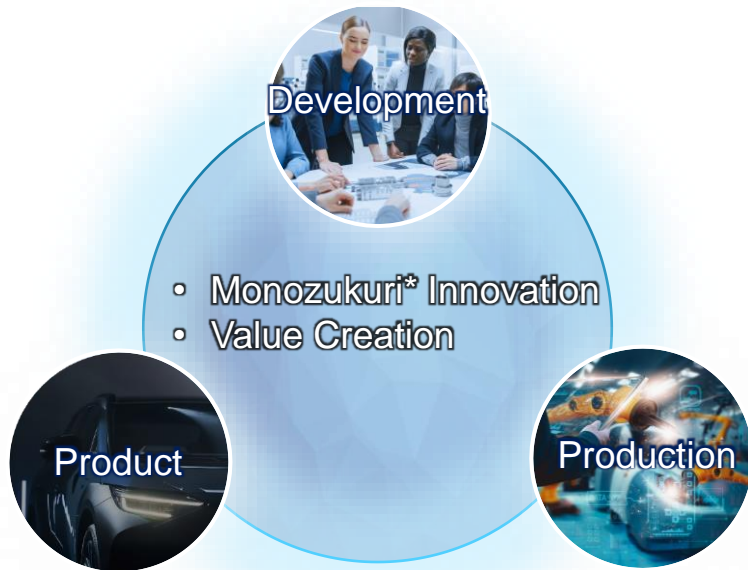 Development
• Monozukuri* Innovation
• Value Creation
Product
Production